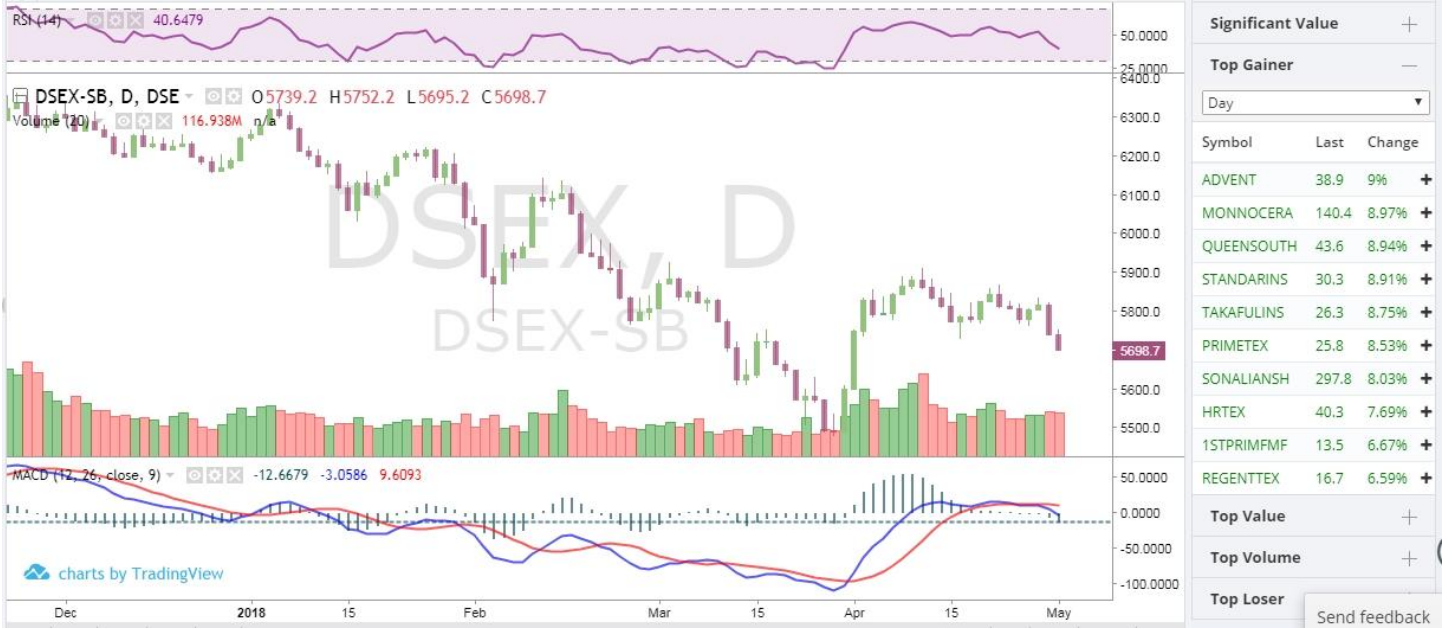 RSI (14) 40.6479
50.0000
25.0000
DSEX-SB, D, DSE O5739.2 H5752.2 L5695.2 C5698.7
Volume (20) 116.938M n/a
6400.0
6300.0
6200.0
6100.0
6000.0
5900.0
5800.0
5698.7
5600.0
5500.0
DSEX, D
DSEX-SB
MACD (12, 26, close, 9) -12.6679 -3.0586 9.6093
50.0000
0.0000
-50.0000
-100.0000
charts by TradingView
Dec 2018 15 Feb Mar 15 Apr 15 May
Significant Value
Top Gainer
Day
Symbol Last Change
ADVENT 38.9 9%
MONNOCERA 140.4 8.97%
QUEENSOUTH 43.6 8.94%
STANDARINS 30.3 8.91%
TAKAFULINS 26.3 8.75%
PRIMETEX 25.8 8.53%
SONALIANSH 297.8 8.03%
HRTEX 40.3 7.69%
1STPRIMFMF 13.5 6.67%
REGENTTEX 16.7 6.59%
Top Value
Top Volume
Top Loser
Send feedback